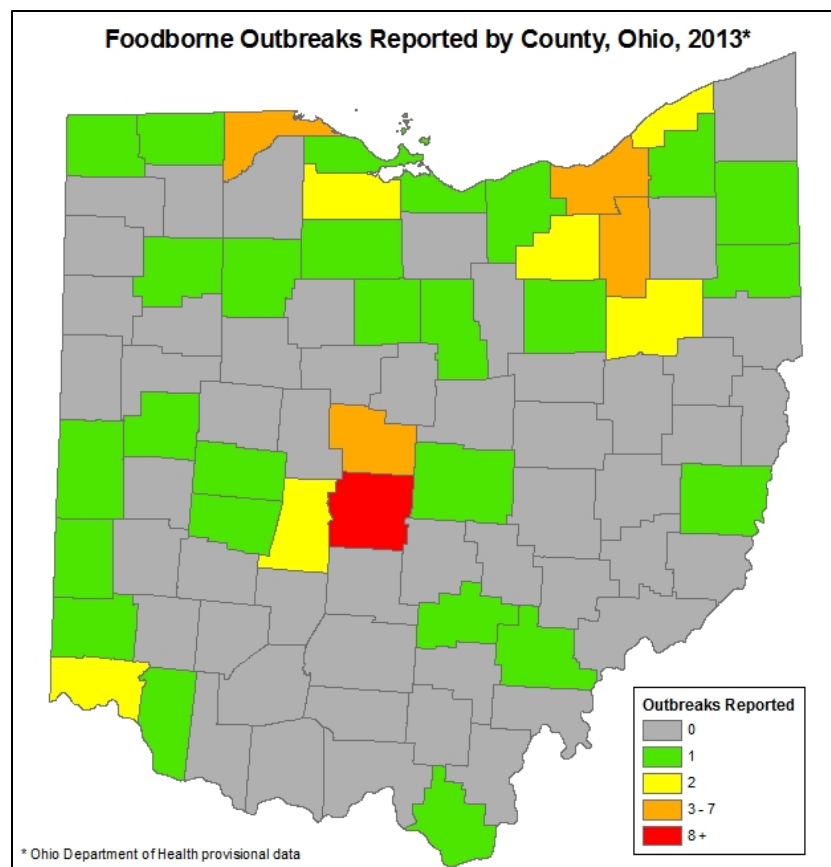 Foodborne Outbreaks Reported by County, Ohio, 2013*
Outbreaks Reported
0
1
2
3 - 7
8 +
* Ohio Department of Health provisional data